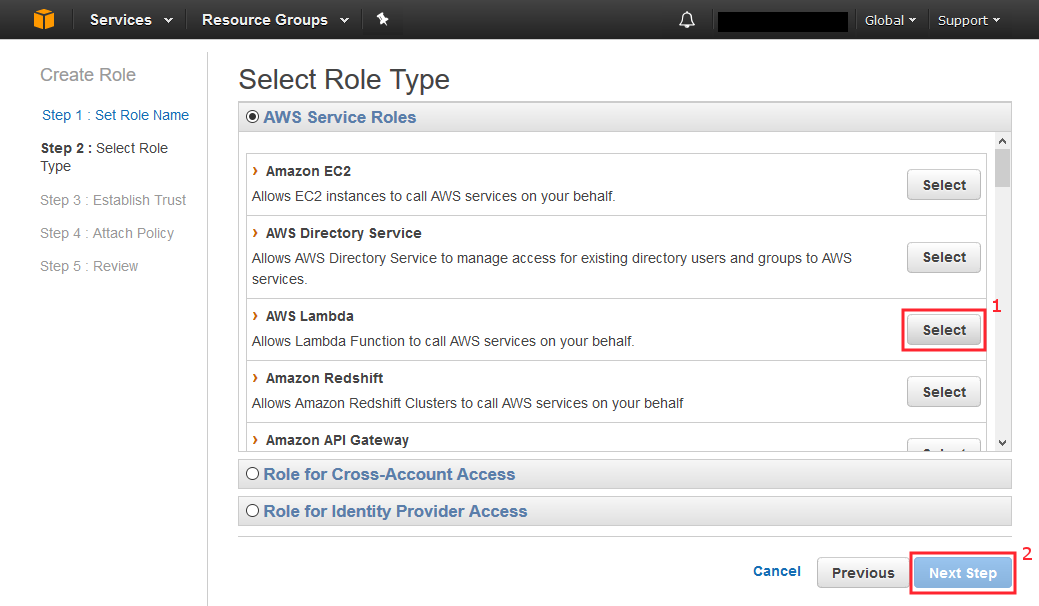 Services Resource Groups Global Support
Create Role
Step 1 : Set Role Name
Step 2 : Select Role
Type
Step 3 : Establish Trust
Step 4 : Attach Policy
Step 5 : Review
Select Role Type
AWS Service Roles
Amazon EC2
Allows EC2 instances to call AWS services on your behalf.
Select
AWS Directory Service
Allows AWS Directory Service to manage access for existing directory users and groups to AWS
services.
Select
AWS Lambda
Allows Lambda Function to call AWS services on your behalf.
Select
1
Amazon Redshift
Allows Amazon Redshift Clusters to call AWS services on your behalf
Select
Amazon API Gateway
Select
Role for Cross-Account Access
Role for Identity Provider Access
Cancel Previous Next Step
2